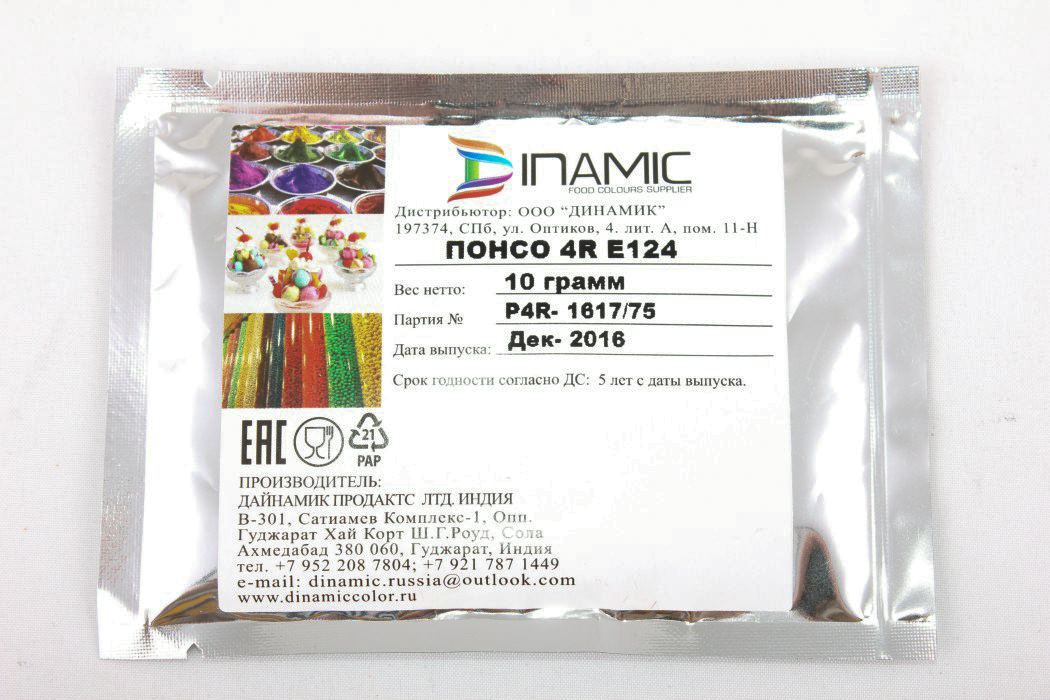 DINAMIC
FOOD COLOURS SUPPLIER
Дистрибьютор: ООО "ДИНАМИК"
197374, СПб, ул. Оптиков, 4. лит. А, пом. 11-Н
ПОНСО 4R E124
Вес нетто: 10 грамм
Партия № P4R- 1617/75
Дата выпуска: Дек- 2016
Срок годности согласно ДС: 5 лет с даты выпуска.
EAC
21
PAP
ПРОИЗВОДИТЕЛЬ:
ДАЙНАМИК ПРОДАКТС ЛТД. ИНДИЯ
В-301, Сатиамев Комплекс-1, Опп.
Гуджарат Хай Корт Ш.Г.Роуд, Сола
Ахмедабад 380 060, Гуджарат, Индия
тел. +7 952 208 7804; +7 921 787 1449
e-mail: dinamic.russia@outlook.com
www.dinamiccolor.ru